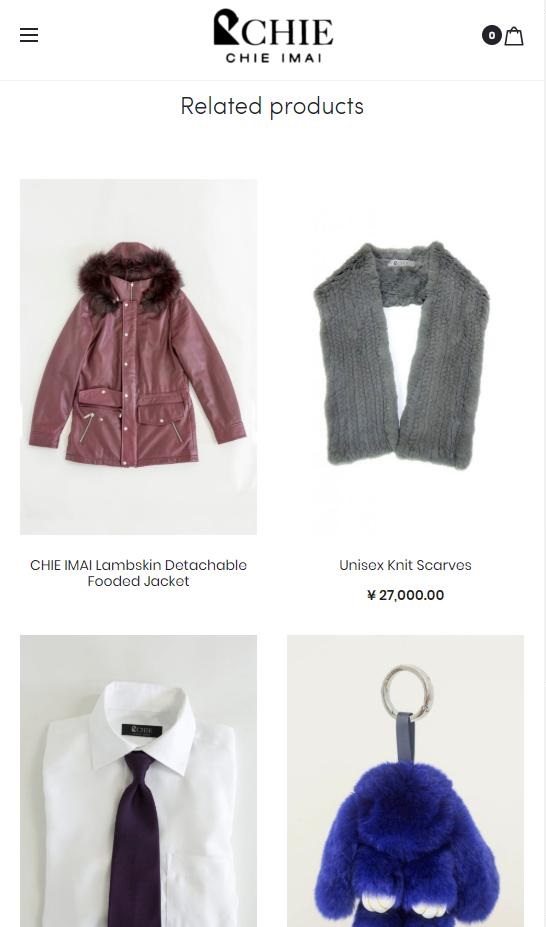 CHIE
CHIE IMAI
0
Related products
CHIE IMAI Lambskin Detachable
Fooded Jacket
Unisex Knit Scarves
¥ 27,000.00
CHIE